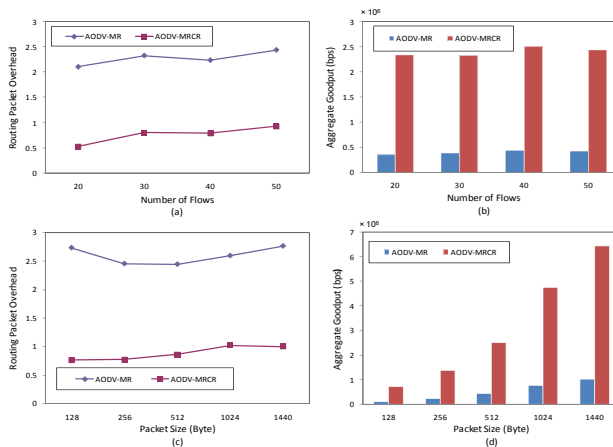 AODV-MR AODV-MRCR
Routing Packet Overhead
3
2.5
2
1.5
1
0.5
0
20 30 40 50
Number of Flows
(a)
× 10⁶
AODV-MR AODV-MRCR
Aggregate Goodput (bps)
3
2.5
2
1.5
1
0.5
0
20 30 40 50
Number of Flows
(b)
Routing Packet Overhead
3
2.5
2
1.5
1
0.5
0
AODV-MR AODV-MRCR
128 256 512 1024 1440
Packet Size (Byte)
(c)
× 10⁶
AODV-MR AODV-MRCR
Aggregate Goodput (bps)
7
6
5
4
3
2
1
0
128 256 512 1024 1440
Packet Size (Byte)
(d)